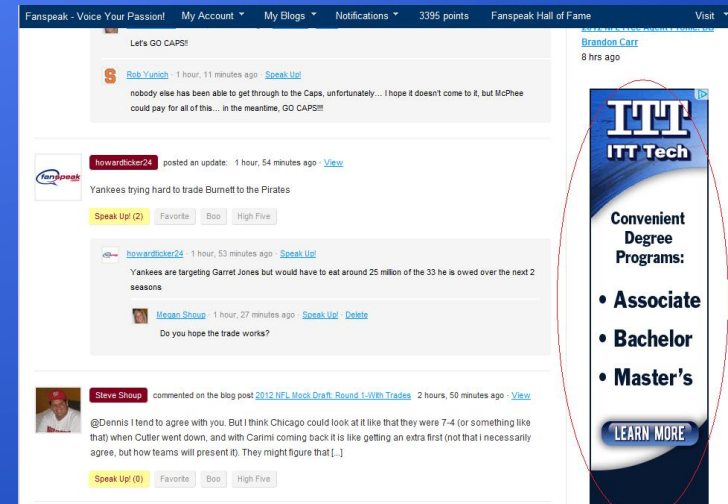 Fanspeak - Voice Your Passion! My Account My Blogs Notifications 3395 points Fanspeak Hall of Fame Visit
Let's GO CAPS!!
Rob Yunich · 1 hour, 11 minutes ago · Speak Up!
nobody else has been able to get through to the Caps, unfortunately... I hope it doesn't come to it, but McPhee
could pay for all of this... in the meantime, GO CAPS!!!!
howardticker24 posted an update: 1 hour, 54 minutes ago · View
fanspeak
Yankees trying hard to trade Burnett to the Pirates
Speak Up! (2) Favorite Boo High Five
howardticker24 · 1 hour, 53 minutes ago · Speak Up!
Yankees are targeting Garret Jones but would have to eat around 25 million of the 33 he is owed over the next 2
seasons
Megan Shoup · 1 hour, 27 minutes ago · Speak Up! · Delete
Do you hope the trade works?
Steve Shoup commented on the blog post 2012 NFL Mock Draft: Round 1-With Trades 2 hours, 50 minutes ago · View
@Dennis I tend to agree with you. But I think Chicago could look at it like that they were 7-4 (or something like
that) when Cutler went down, and with Carimi coming back it is like getting an extra first (not that i necessarily
agree, but how teams will present it). They might figure that [...]
Speak Up! (0) Favorite Boo High Five
2012 NFL Free Agent Profile: DB
Brandon Carr
8 hrs ago
ITT
ITT Tech
Convenient
Degree
Programs:
• Associate
• Bachelor
• Master's
LEARN MORE